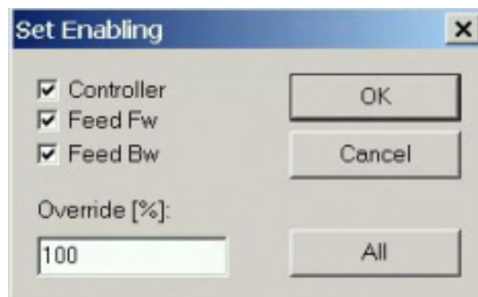 Set Enabling
Controller
OK
Feed Fw
Feed Bw
Cancel
Override [%]:
100
All